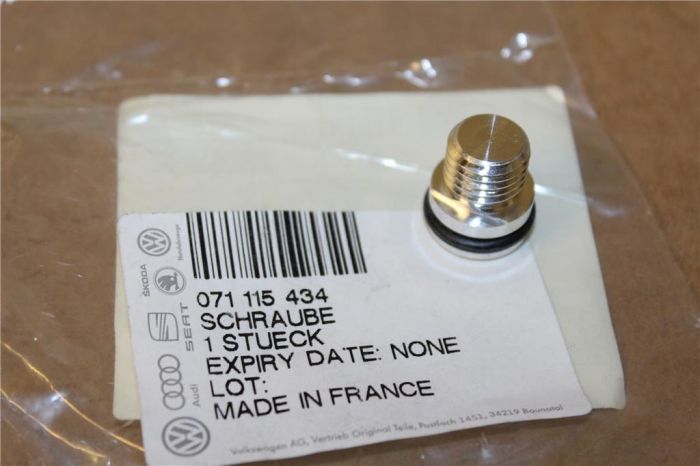 071 115 434
SCHRAUBE
1 STUECK
EXPIRY DATE: NONE
LOT:
MADE IN FRANCE
ŠKODA
SEAT
Audi
Nutzfahrzeuge
Volkswagen AG, Vertrieb Original Teile, Postfach 1451, 34219 Baunatal